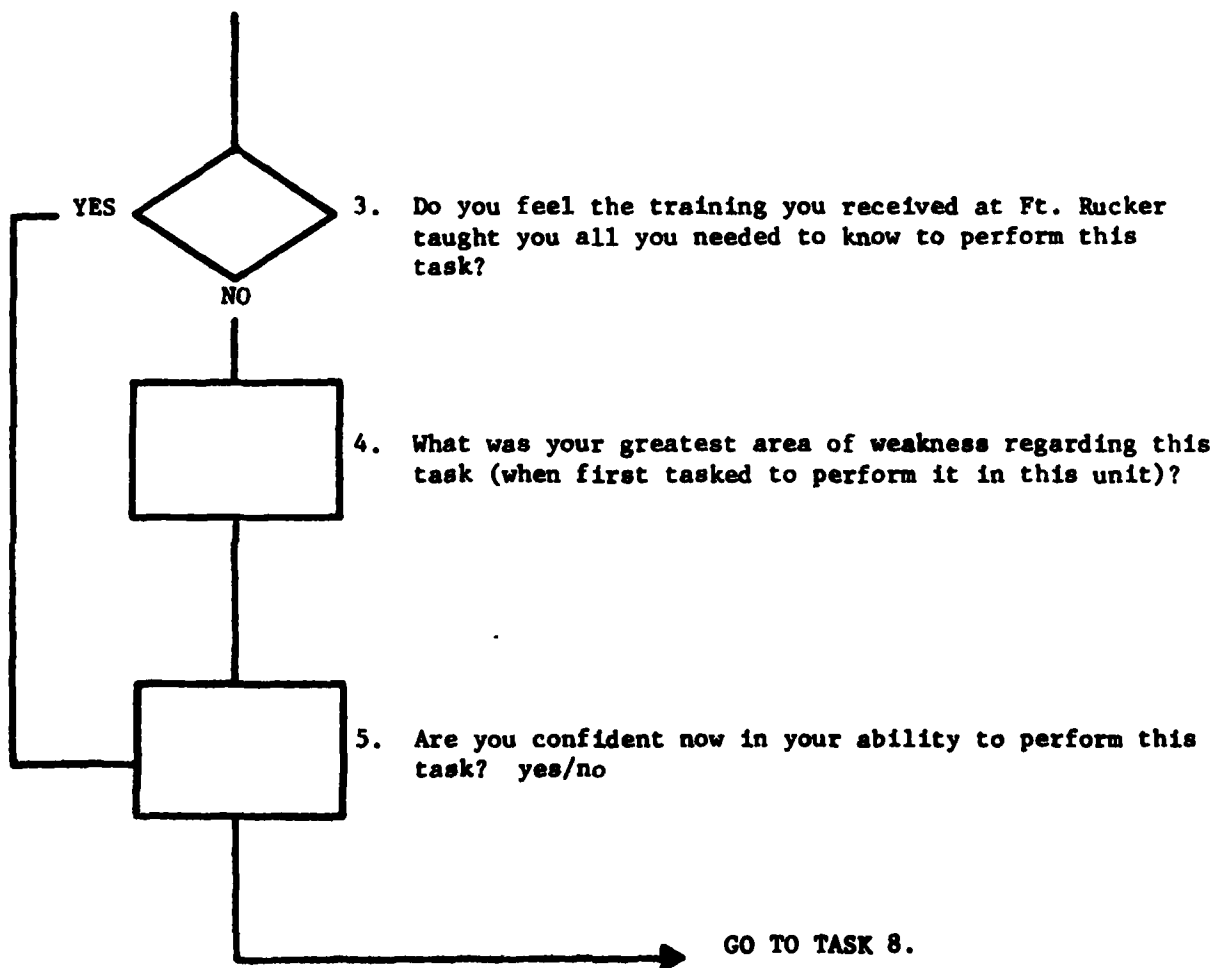 YES
3. Do you feel the training you received at Ft. Rucker
taught you all you needed to know to perform this
task?
NO
4. What was your greatest area of weakness regarding this
task (when first tasked to perform it in this unit)?
5. Are you confident now in your ability to perform this
task? yes/no
GO TO TASK 8.